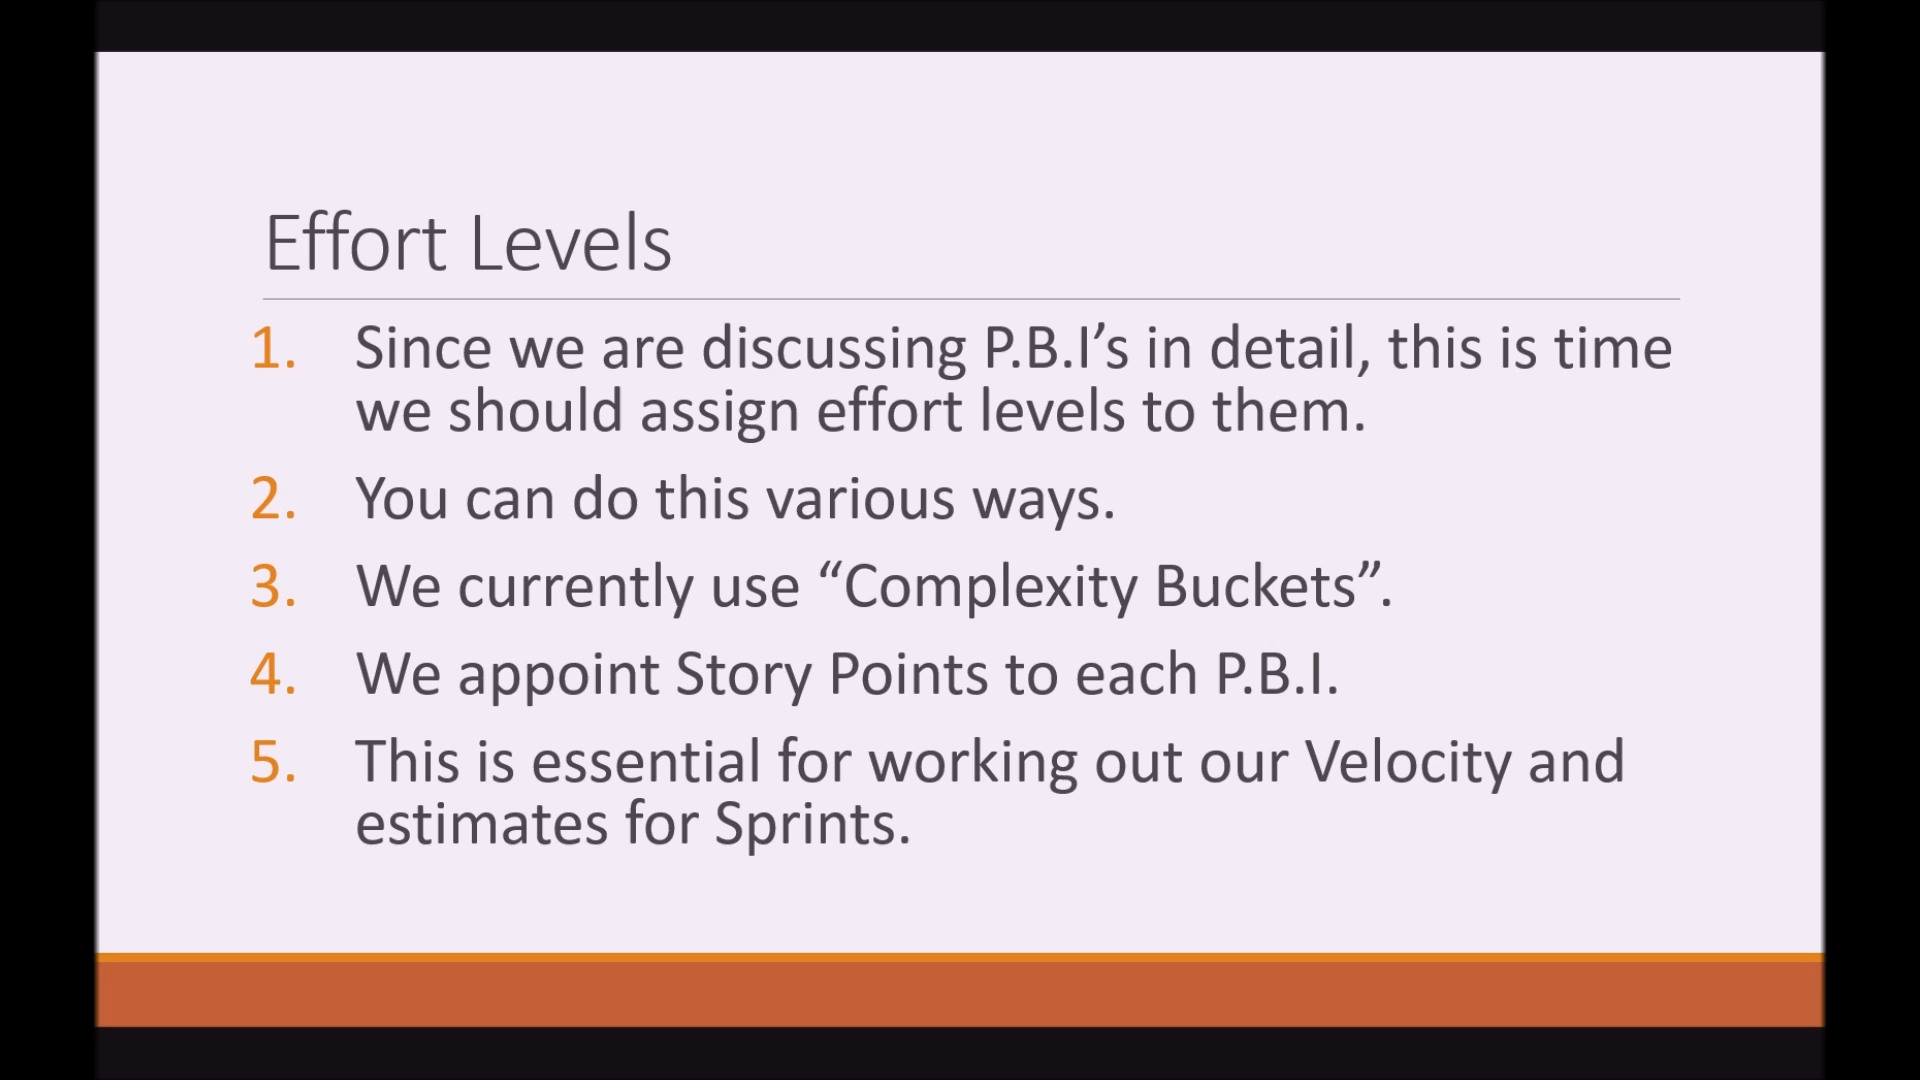 Effort Levels
1. Since we are discussing P.B.I’s in detail, this is time
we should assign effort levels to them.
2. You can do this various ways.
3. We currently use “Complexity Buckets”.
4. We appoint Story Points to each P.B.I.
5. This is essential for working out our Velocity and
estimates for Sprints.